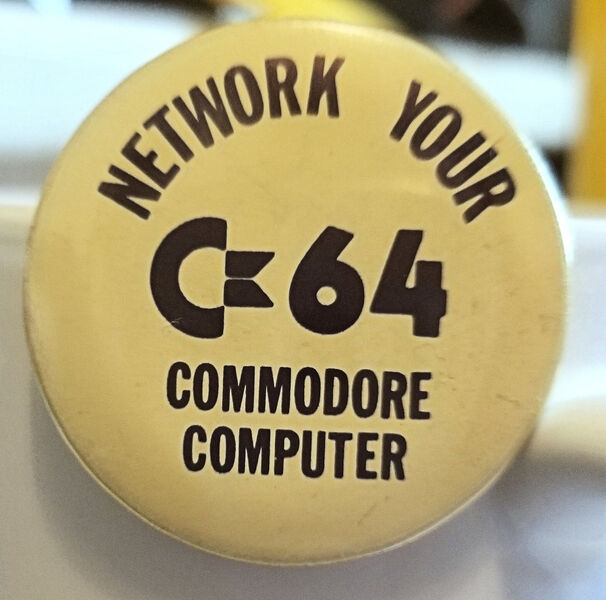 NETWORK YOUR
C= 64
COMMODORE
COMPUTER